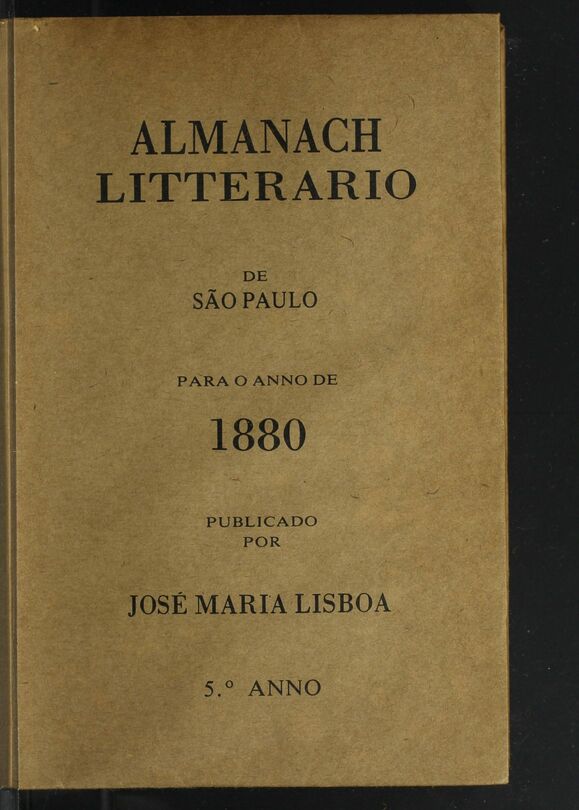 ALMANACH
LITTERARIO
DE
SÃO PAULO
PARA O ANNO DE
1880
PUBLICADO
POR
JOSÉ MARIA LISBOA
5.º ANNO